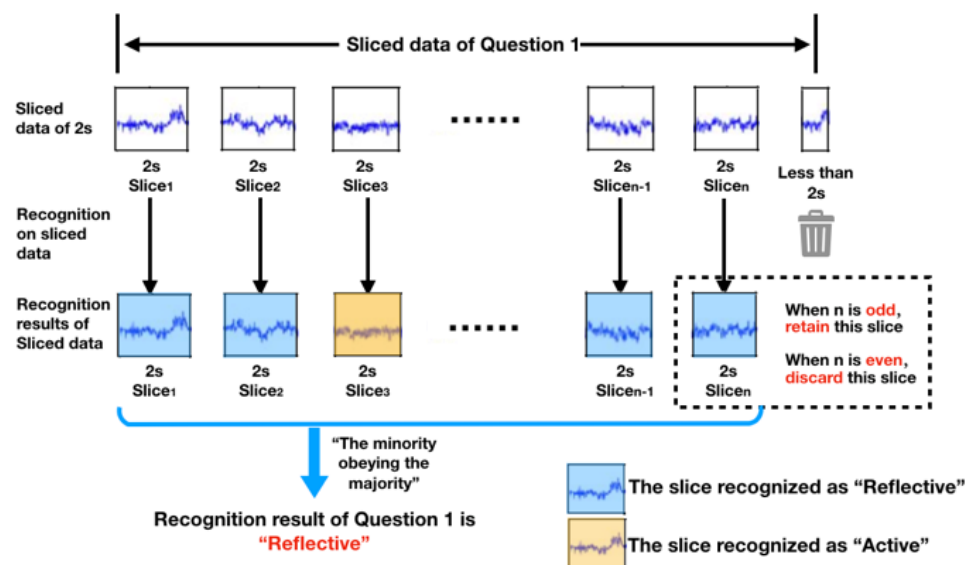 Sliced data of Question 1
Sliced
data of 2s
2s
Slice1
2s
Slice2
2s
Slice3
......
2s
Slicen-1
2s
Slicen
Less than
2s
Recognition
on sliced
data
Recognition
results of
Sliced data
2s
Slice1
2s
Slice2
2s
Slice3
......
2s
Slicen-1
2s
Slicen
When n is odd,
retain this slice
When n is even,
discard this slice
“The minority
obeying the
majority”
Recognition result of Question 1 is
“Reflective”
The slice recognized as “Reflective”
The slice recognized as “Active”